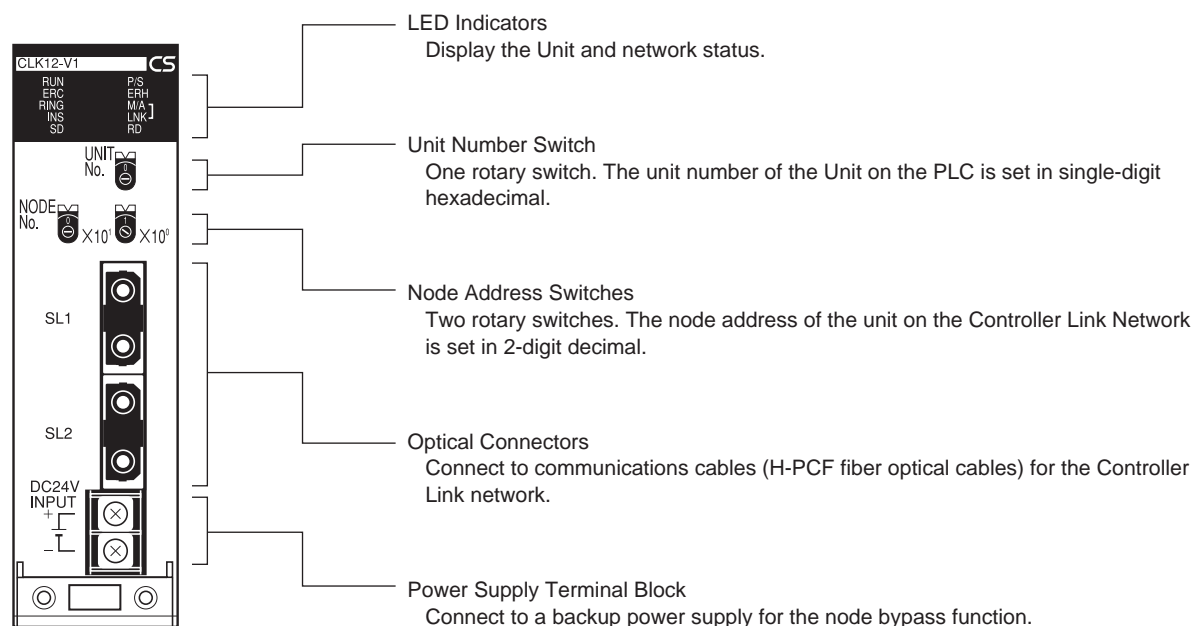 CLK12-V1 CS
RUN P/S
ERC ERH
RING M/A
INS LNK
SD RD
UNIT
No.
0
NODE
No.
0 X10¹ 1 X10⁰
SL1
SL2
DC24V
INPUT
+
−
LED Indicators
Display the Unit and network status.
Unit Number Switch
One rotary switch. The unit number of the Unit on the PLC is set in single-digit
hexadecimal.
Node Address Switches
Two rotary switches. The node address of the unit on the Controller Link Network
is set in 2-digit decimal.
Optical Connectors
Connect to communications cables (H-PCF fiber optical cables) for the Controller
Link network.
Power Supply Terminal Block
Connect to a backup power supply for the node bypass function.